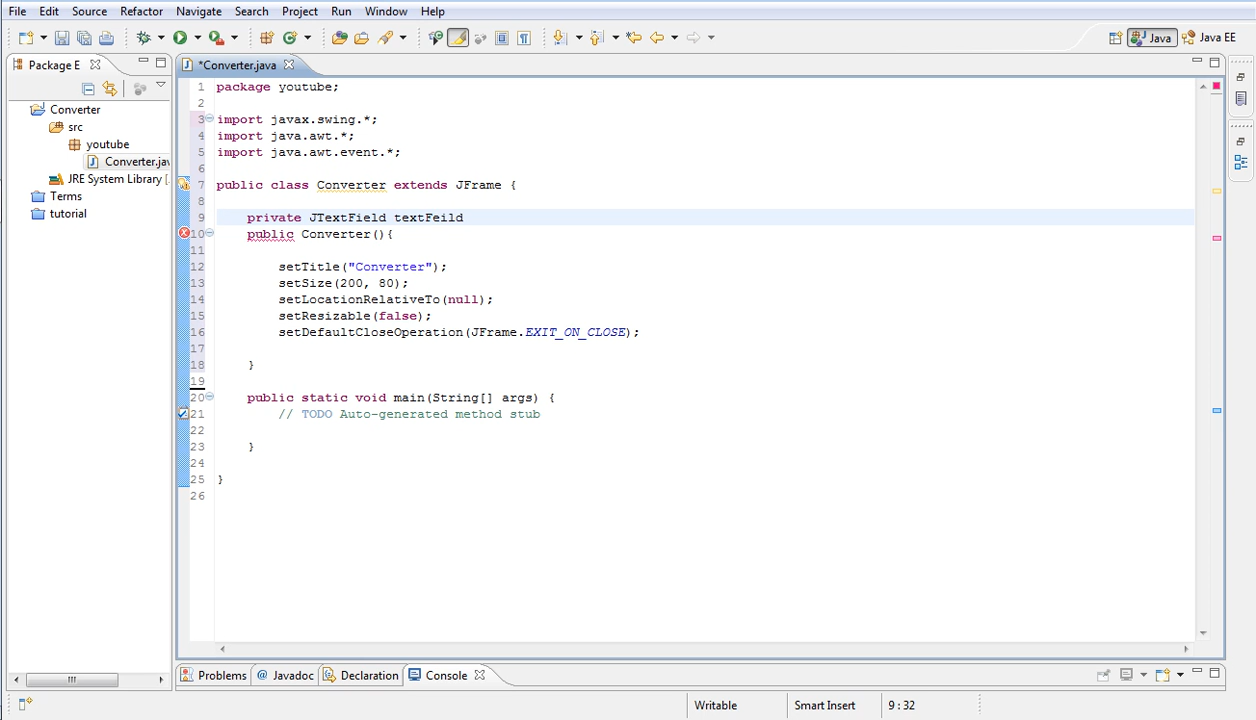 File Edit Source Refactor Navigate Search Project Run Window Help
Java Java EE
Package E
*Converter.java
Converter
src
youtube
Converter.jav
JRE System Library [
Terms
tutorial
1 package youtube;
2
3 import javax.swing.*;
4 import java.awt.*;
5 import java.awt.event.*;
6
7 public class Converter extends JFrame {
8
9 private JTextField textFeild
10 public Converter(){
11
12 setTitle("Converter");
13 setSize(200, 80);
14 setLocationRelativeTo(null);
15 setResizable(false);
16 setDefaultCloseOperation(JFrame.EXIT_ON_CLOSE);
17
18 }
19
20 public static void main(String[] args) {
21 // TODO Auto-generated method stub
22
23 }
24
25 }
26
Problems @ Javadoc Declaration Console
Writable Smart Insert 9 : 32